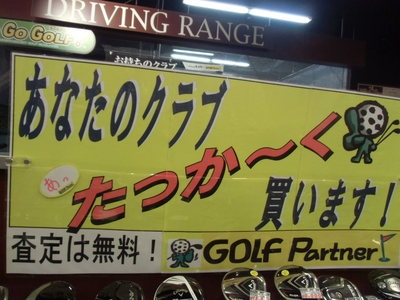 DRIVING RANGE
Go GOLF!
お持ちのクラブ
あなたのクラブ
たっか〜く
買います!
査定は無料!
GOLF Partner